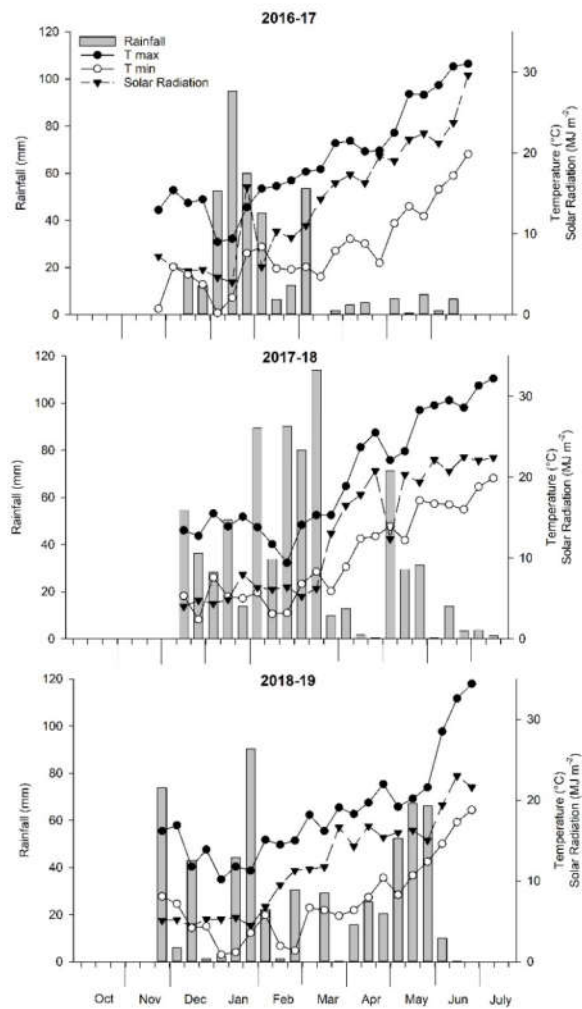 2016-17
Rainfall
T max
T min
Solar Radiation
120
100
80
60
40
20
0
Rainfall (mm)
30
20
10
0
Temperature (°C)
Solar Radiation (MJ m⁻²)
2017-18
120
100
80
60
40
20
0
Rainfall (mm)
30
20
10
0
Temperature (°C)
Solar Radiation (MJ m⁻²)
2018-19
120
100
80
60
40
20
0
Rainfall (mm)
30
20
10
0
Temperature (°C)
Solar Radiation (MJ m⁻²)
Oct Nov Dec Jan Feb Mar Apr May Jun July